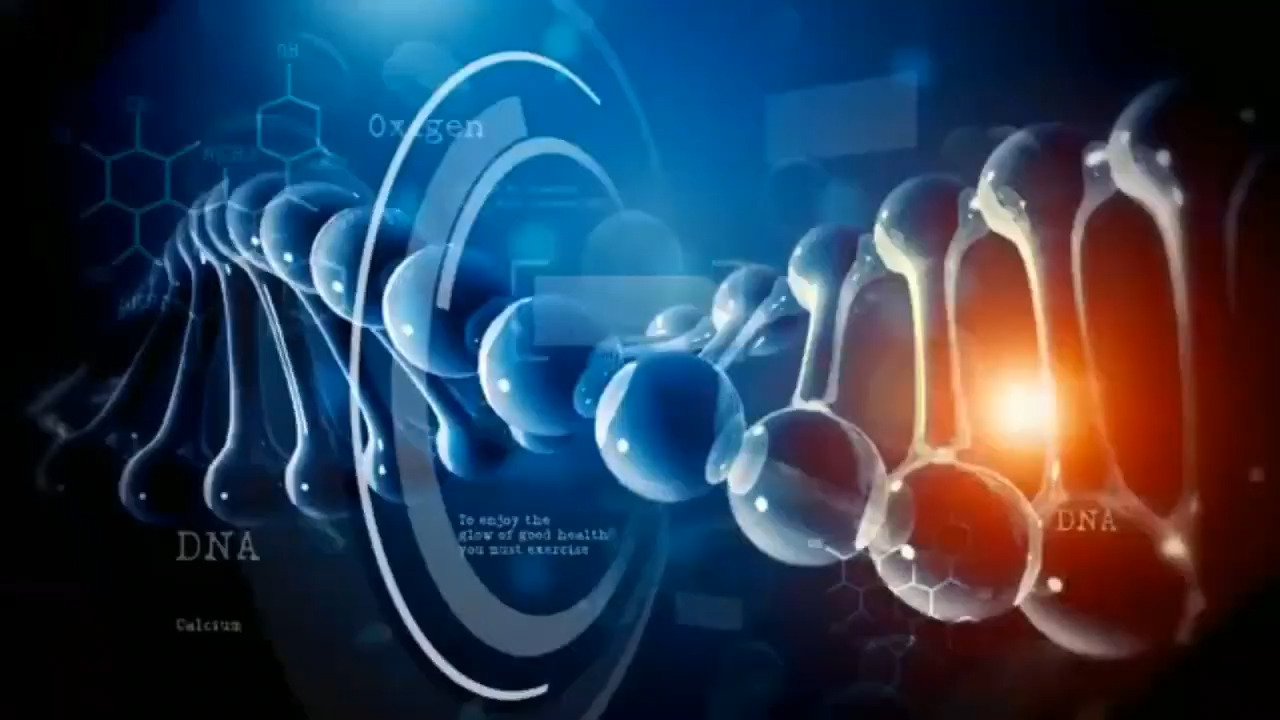 OH
Oxigen
To enjoy the
glow of good health
you must exercise
DNA
DNA
Calcium